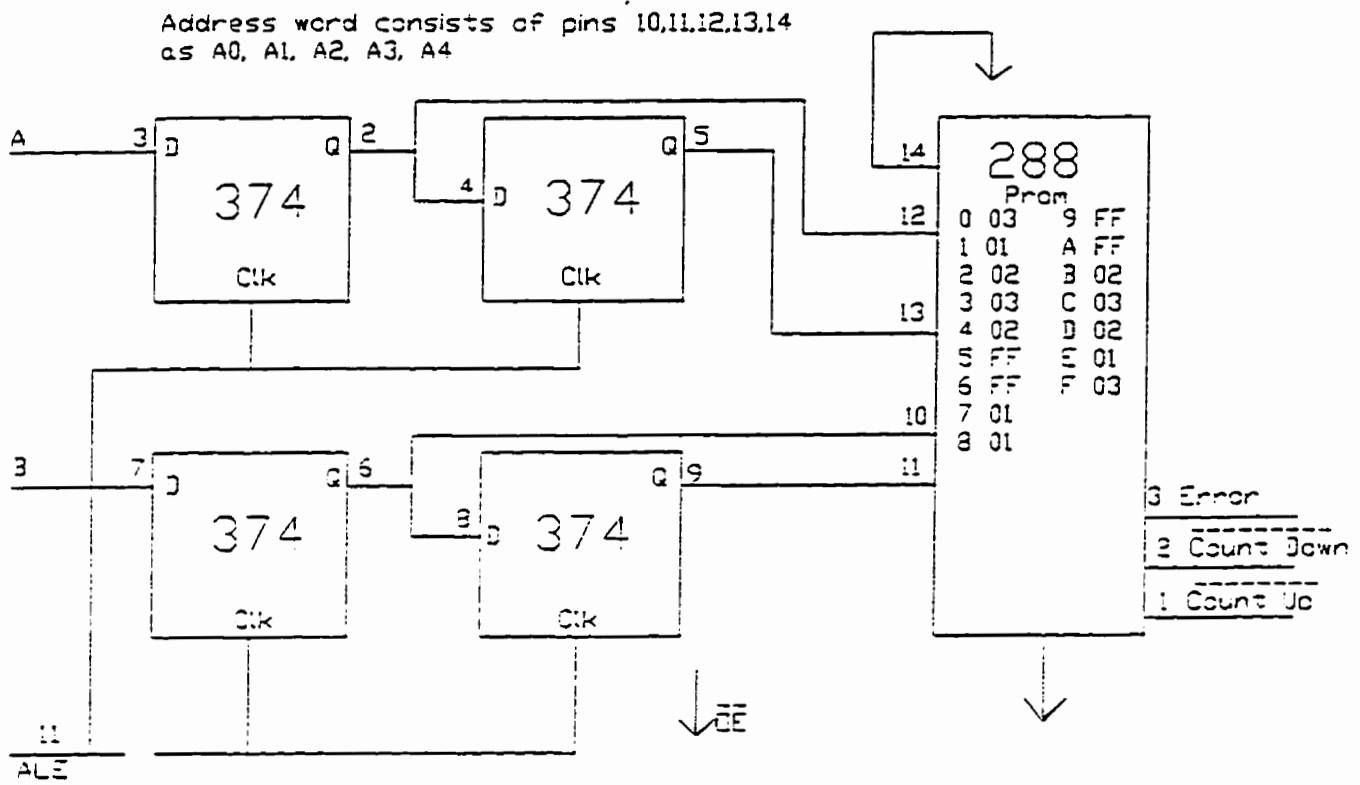 Address word consists of pins 10,11,12,13,14
as A0, A1, A2, A3, A4
A
3 D
Q 2
374
Clk
4 D
Q 5
374
Clk
14
12
13
10
11
288
Prom
0 03 9 FF
1 01 A FF
2 02 B 02
3 03 C 03
4 02 D 02
5 FF E 01
6 FF F 03
7 01
8 01
B
7 D
Q 6
374
Clk
8 D
Q 9
374
Clk
3 Error
2 Count Down
1 Count Up
OE
11
ALE